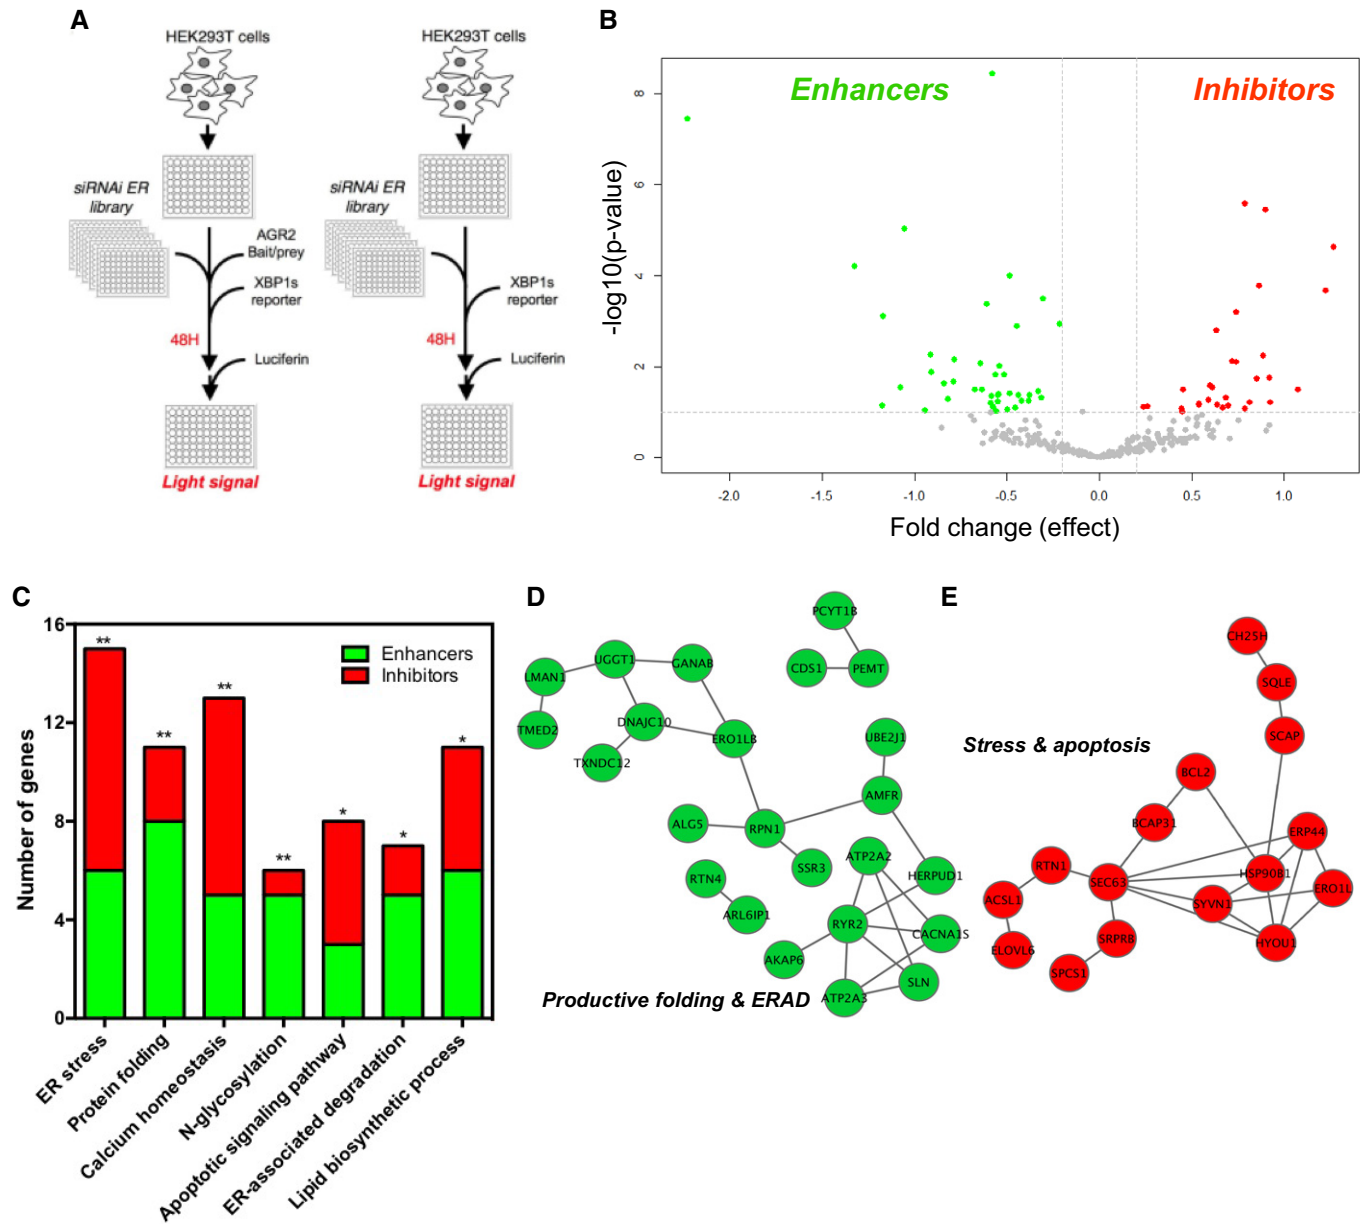 A
HEK293T cells
siRNAi ER
library
AGR2
Bait/prey
XBP1s
reporter
48H
Luciferin
Light signal
HEK293T cells
siRNAi ER
library
XBP1s
reporter
48H
Luciferin
Light signal
B
Enhancers
Inhibitors
-log10(p-value)
8
6
4
2
0
-2.0
-1.5
-1.0
-0.5
0.0
0.5
1.0
Fold change (effect)
C
Number of genes
16
12
8
4
0
**
**
**
**
*
*
*
Enhancers
Inhibitors
ER stress
Protein folding
Calcium homeostasis
N-glycosylation
Apoptotic signaling pathway
ER-associated degradation
Lipid biosynthetic process
D
PCYT1B
CDS1
PEMT
UGGT1
GANAB
LMAN1
TMED2
DNAJC10
ERO1LB
TXNDC12
UBE2J1
AMFR
ALG5
RPN1
SSR3
ATP2A2
HERPUD1
RTN4
ARL6IP1
RYR2
CACNA1S
AKAP6
SLN
ATP2A3
Productive folding & ERAD
E
CH25H
SQLE
SCAP
Stress & apoptosis
BCL2
BCAP31
ERP44
RTN1
SEC63
HSP90B1
ERO1L
ACSL1
SYVN1
ELOVL6
SRPRB
HYOU1
SPCS1